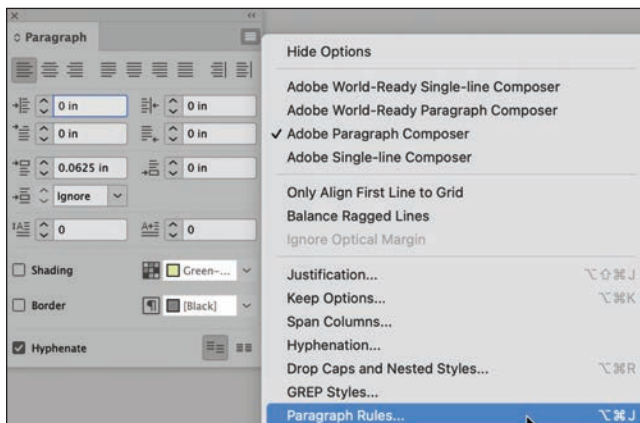 Paragraph
0 in
0 in
0 in
0 in
0.0625 in
0 in
Ignore
0
0
Shading
Green-...
Border
[Black]
Hyphenate
Hide Options
Adobe World-Ready Single-line Composer
Adobe World-Ready Paragraph Composer
✓ Adobe Paragraph Composer
Adobe Single-line Composer
Only Align First Line to Grid
Balance Ragged Lines
Ignore Optical Margin
Justification... ⌥⇧⌘J
Keep Options... ⌥⌘K
Span Columns...
Hyphenation...
Drop Caps and Nested Styles... ⌥⌘R
GREP Styles...
Paragraph Rules... ⌥⌘J